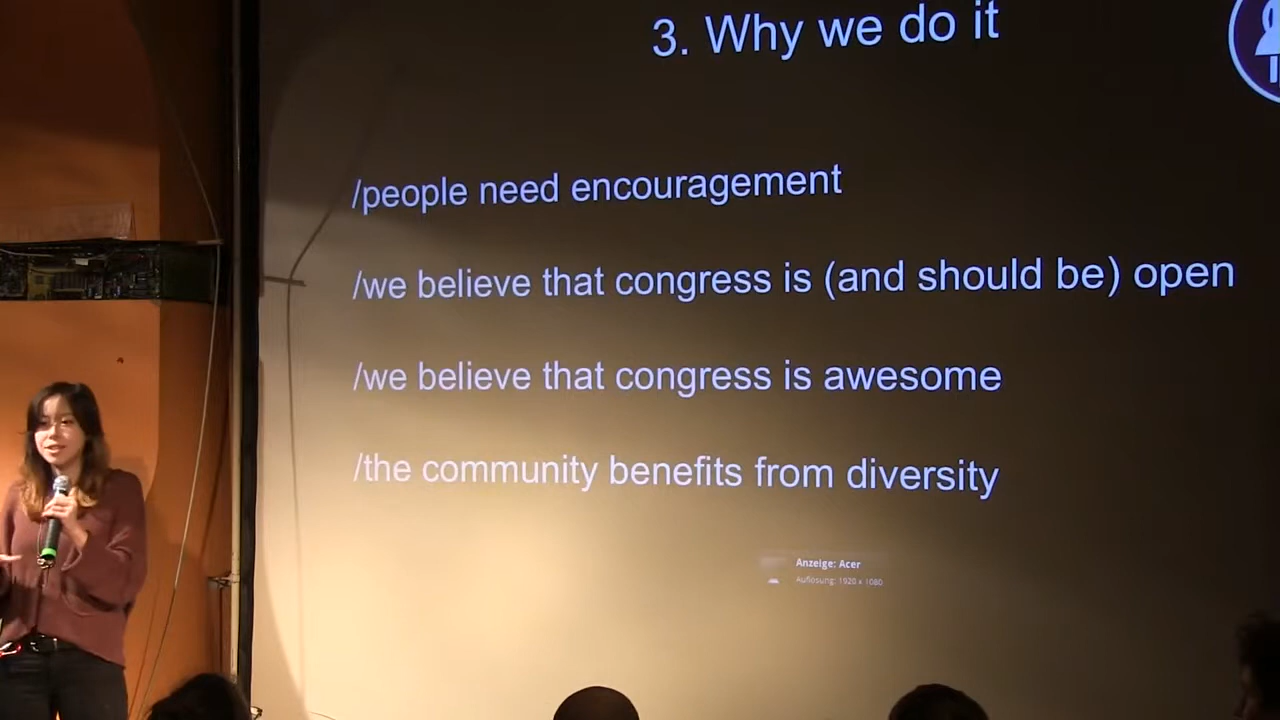 3. Why we do it
/people need encouragement
/we believe that congress is (and should be) open
/we believe that congress is awesome
/the community benefits from diversity
Anzeige: Acer
Auflösung: 1920 x 1080